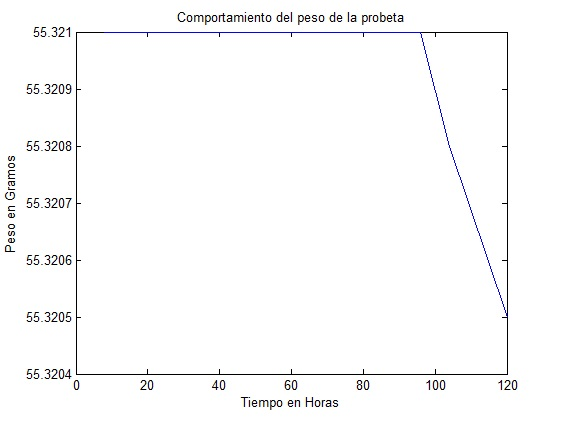 Comportamiento del peso de la probeta
55.321
55.3209
55.3208
55.3207
55.3206
55.3205
55.3204
Peso en Gramos
0 20 40 60 80 100 120
Tiempo en Horas